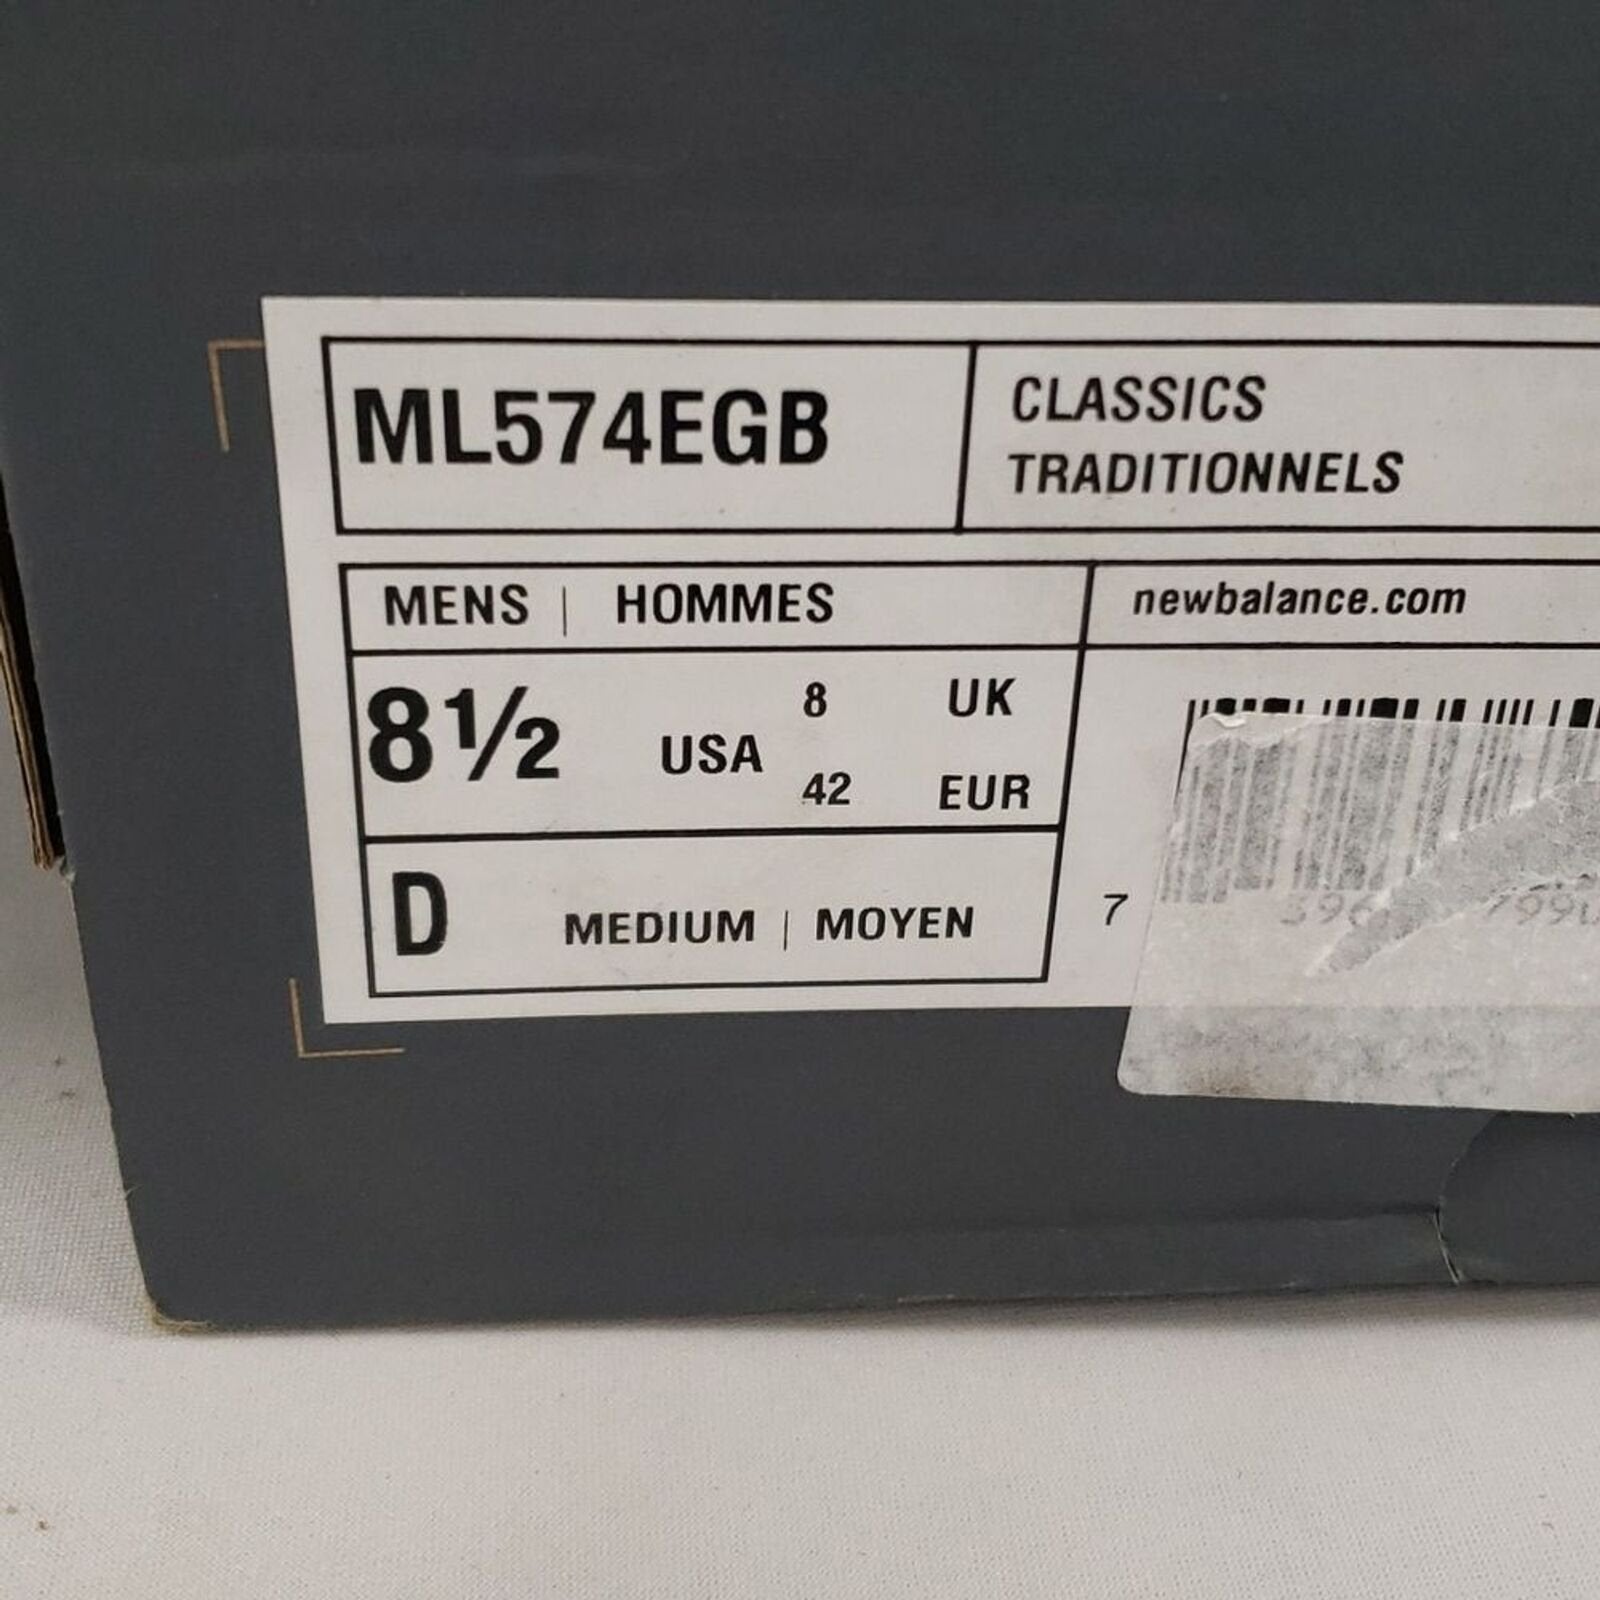 ML574EGB
CLASSICS
TRADITIONNELS
MENS | HOMMES
newbalance.com
8½ USA
8 UK
42 EUR
D MEDIUM | MOYEN
7